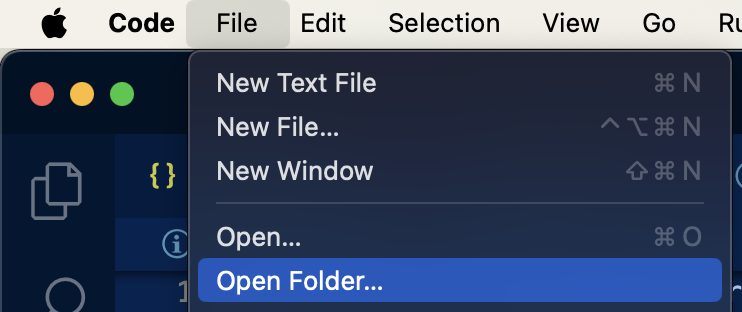 Code File Edit Selection View Go Ru
New Text File ⌘ N
New File... ^⌥⌘ N
New Window ⇧⌘ N
{ }
Open... ⌘ O
Open Folder...
1